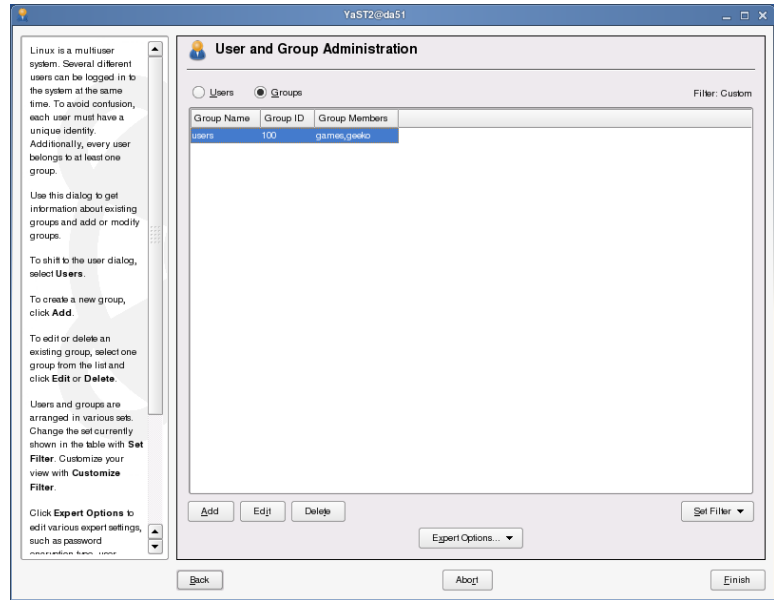 YaST2@da51
Linux is a multiuser
system. Several different
users can be logged in to
the system at the same
time. To avoid confusion,
each user must have a
unique identity.
Additionally, every user
belongs to at least one
group.
Use this dialog to get
information about existing
groups and add or modify
groups.
To shift to the user dialog,
select Users.
To create a new group,
click Add.
To edit or delete an
existing group, select one
group from the list and
click Edit or Delete.
Users and groups are
arranged in various sets.
Change the set currently
shown in the table with Set
Filter. Customize your
view with Customize
Filter.
Click Expert Options to
edit various expert settings,
such as password
encryption type, user
User and Group Administration
Users Groups Filter: Custom
Group Name Group ID Group Members
users 100 games,geeko
Add Edit Delete Set Filter
Expert Options...
Back Abort Finish